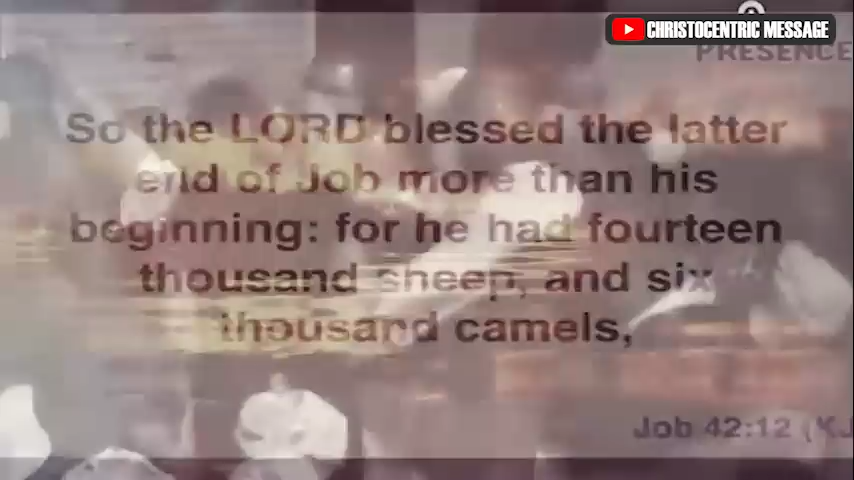 CHRISTOCENTRIC MESSAGE
PRESENCE
So the LORD blessed the latter
end of Job more than his
beginning: for he had fourteen
thousand sheep, and six
thousand camels,
Job 42:12 (KJ